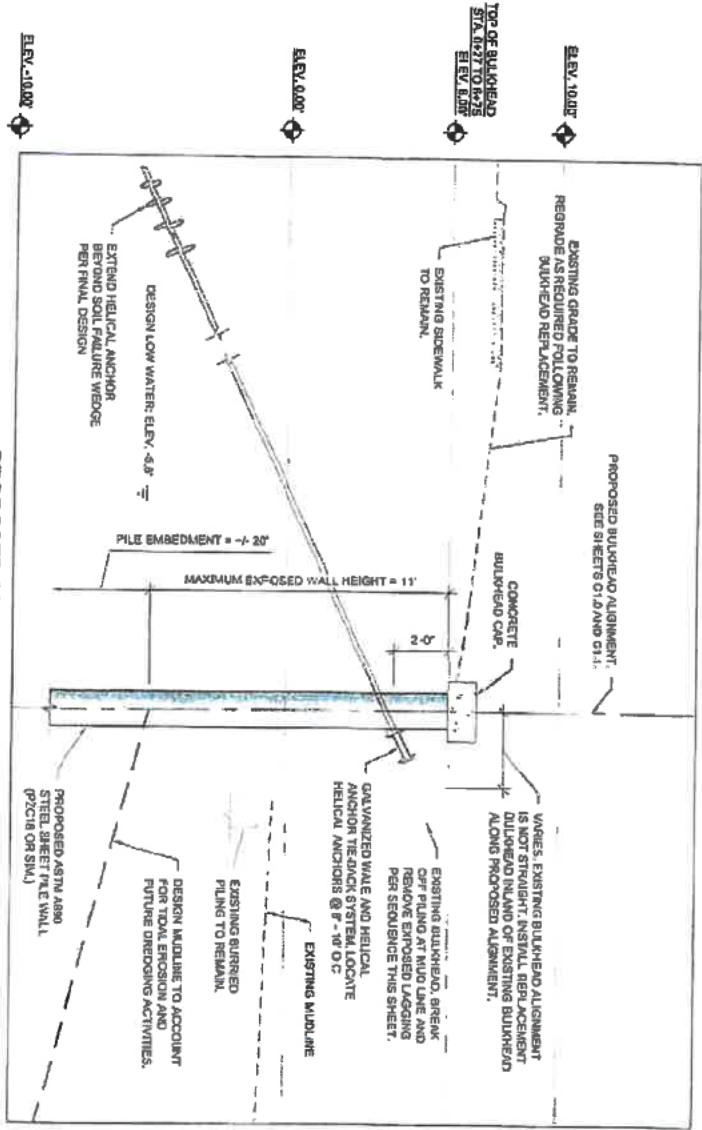 ELEV. 10.00'
TOP OF BULKHEAD
STA. 0+27 TO 6+75
ELEV. 6.00'
ELEV. 0.00'
ELEV. -10.00'
PROPOSED BULKHEAD ALIGNMENT.
SEE SHEETS C1.0 AND C1.1.
EXISTING GRADE TO REMAIN.
REGRADE AS REQUIRED FOLLOWING
BULKHEAD REPLACEMENT.
EXISTING SIDEWALK
TO REMAIN.
CONCRETE
BULKHEAD CAP.
VARIES. EXISTING BULKHEAD ALIGNMENT
IS NOT STRAIGHT. INSTALL REPLACEMENT
BULKHEAD INLAND OF EXISTING BULKHEAD
ALONG PROPOSED ALIGNMENT.
2'-0"
EXISTING BULKHEAD. BREAK
OFF PILING AT MUD LINE AND
REMOVE EXPOSED LAGGING
PER SEQUENCE THIS SHEET.
GALVANIZED WALE AND HELICAL
ANCHOR TIE-BACK SYSTEM. LOCATE
HELICAL ANCHORS @ 8' - 10' O.C.
MAXIMUM EXPOSED WALL HEIGHT = 11'
PILE EMBEDMENT = +/- 20'
DESIGN LOW WATER: ELEV. -5.8'
EXTEND HELICAL ANCHOR
BEYOND SOIL FAILURE WEDGE
PER FINAL DESIGN
EXISTING MUDLINE
EXISTING BURRIED
PILING TO REMAIN.
DESIGN MUDLINE TO ACCOUNT
FOR TIDAL EROSION AND
FUTURE DREDGING ACTIVITIES.
PROPOSED ASTM A690
STEEL SHEET PILE WALL
(PZC18 OR SIM.)